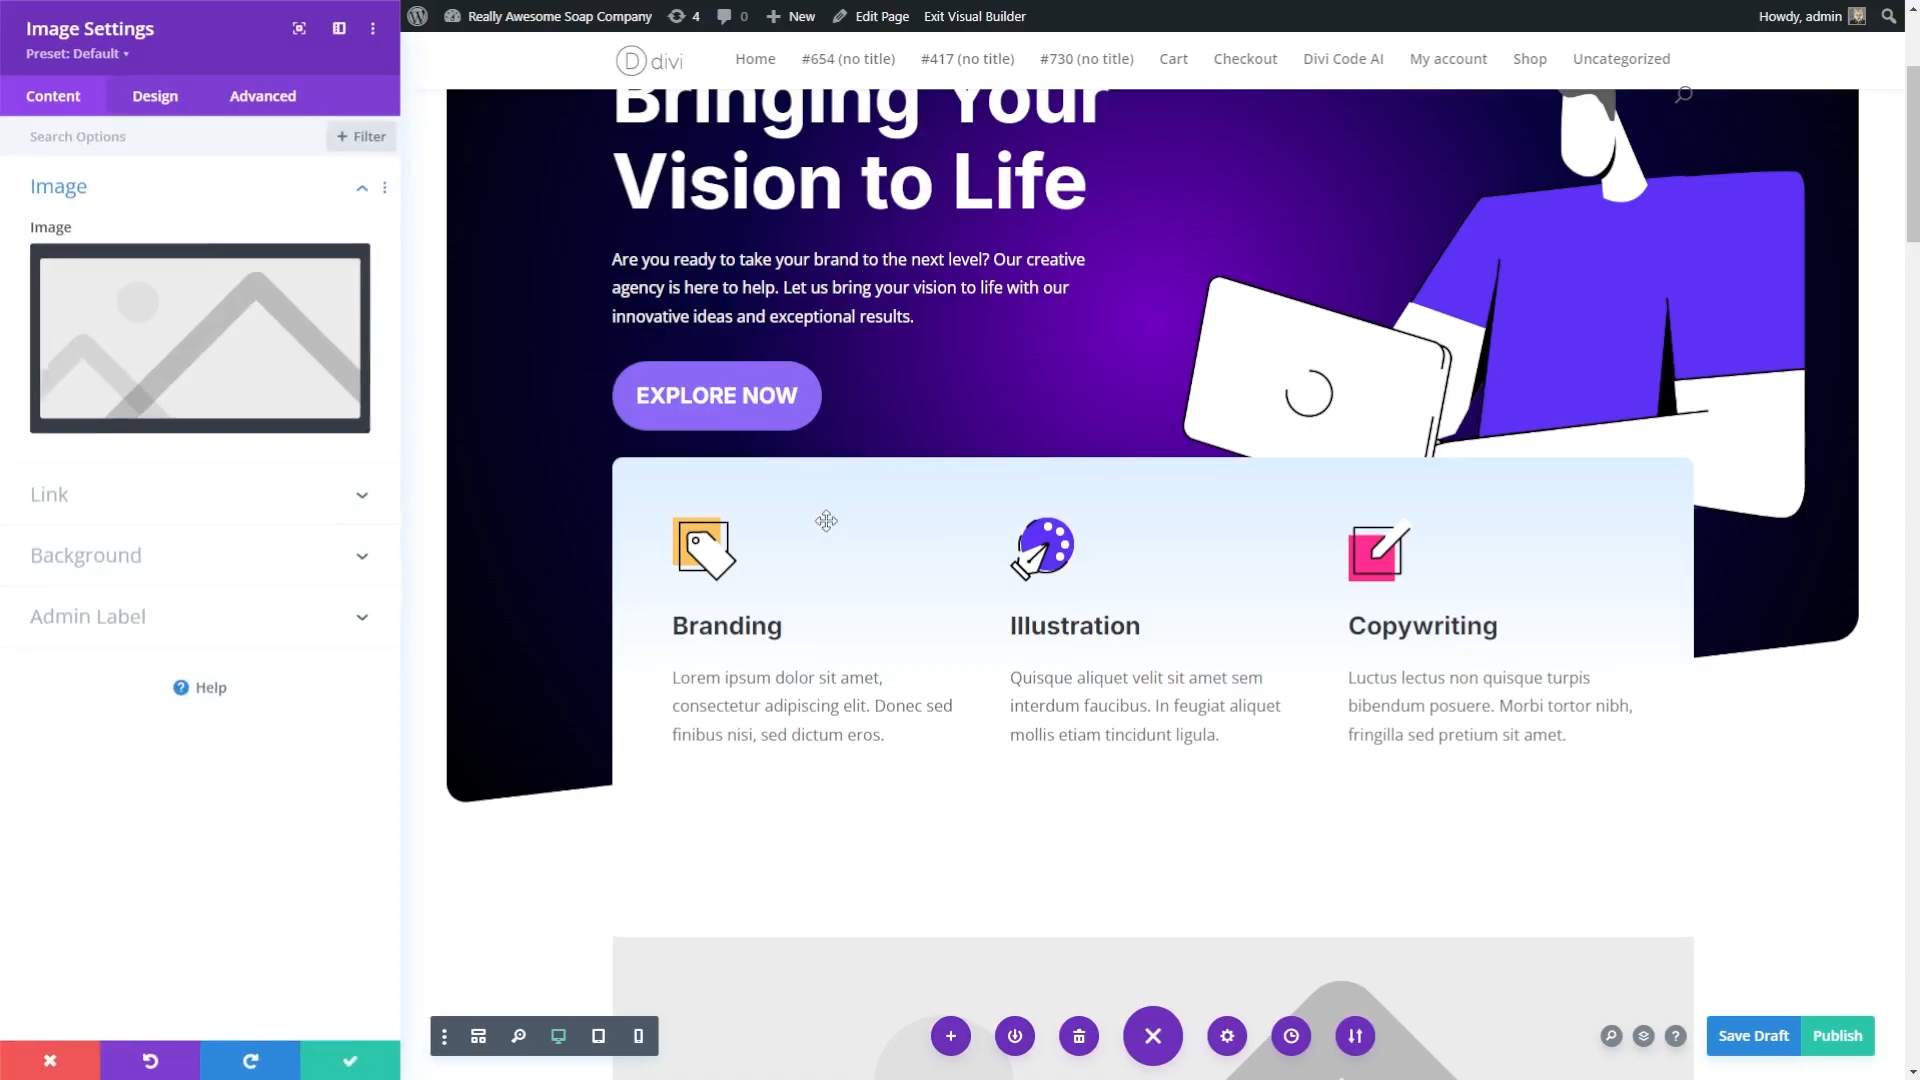 Image Settings
Preset: Default
Content
Design
Advanced
Search Options
+ Filter
Image
Image
Link
Background
Admin Label
? Help
Really Awesome Soap Company
4
0
New
Edit Page
Exit Visual Builder
Howdy, admin
D divi
Home
#654 (no title)
#417 (no title)
#730 (no title)
Cart
Checkout
Divi Code AI
My account
Shop
Uncategorized
Bringing Your
Vision to Life
Are you ready to take your brand to the next level? Our creative
agency is here to help. Let us bring your vision to life with our
innovative ideas and exceptional results.
EXPLORE NOW
Branding
Lorem ipsum dolor sit amet,
consectetur adipiscing elit. Donec sed
finibus nisi, sed dictum eros.
Illustration
Quisque aliquet velit sit amet sem
interdum faucibus. In feugiat aliquet
mollis etiam tincidunt ligula.
Copywriting
Luctus lectus non quisque turpis
bibendum posuere. Morbi tortor nibh,
fringilla sed pretium sit amet.
?
Save Draft
Publish